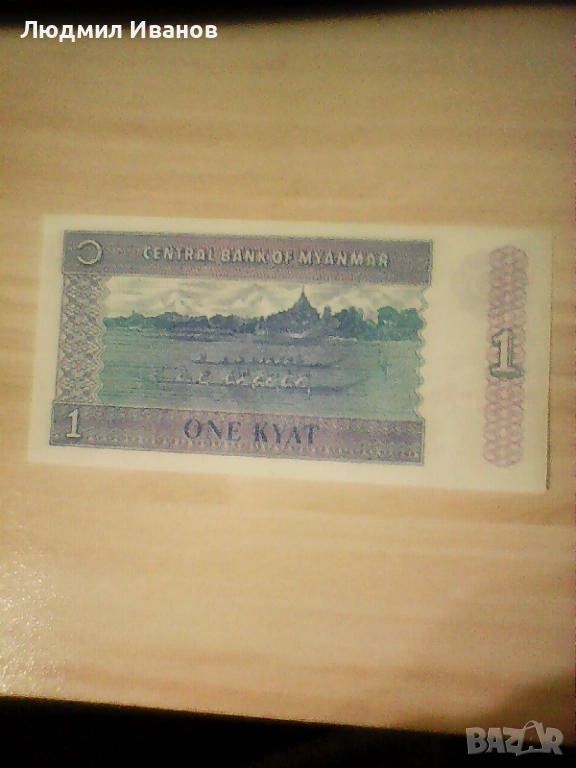 Людмил Иванов
၁
CENTRAL BANK OF MYANMAR
1
1
ONE KYAT
BAZAR